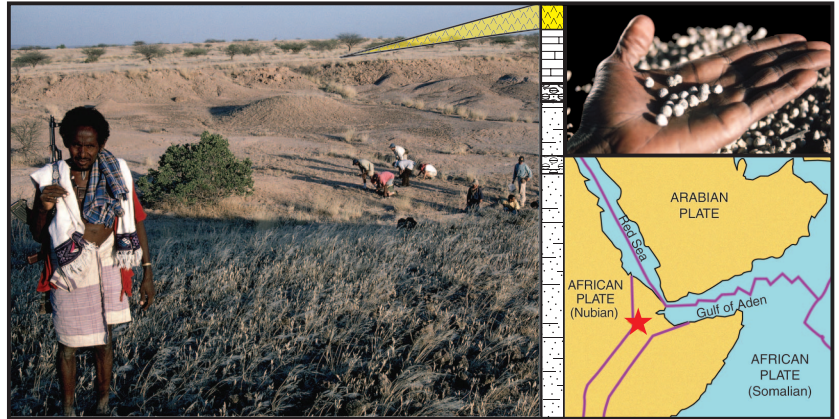 ARABIAN
PLATE
Red Sea
AFRICAN
PLATE
(Nubian)
Gulf of Aden
AFRICAN
PLATE
(Somalian)